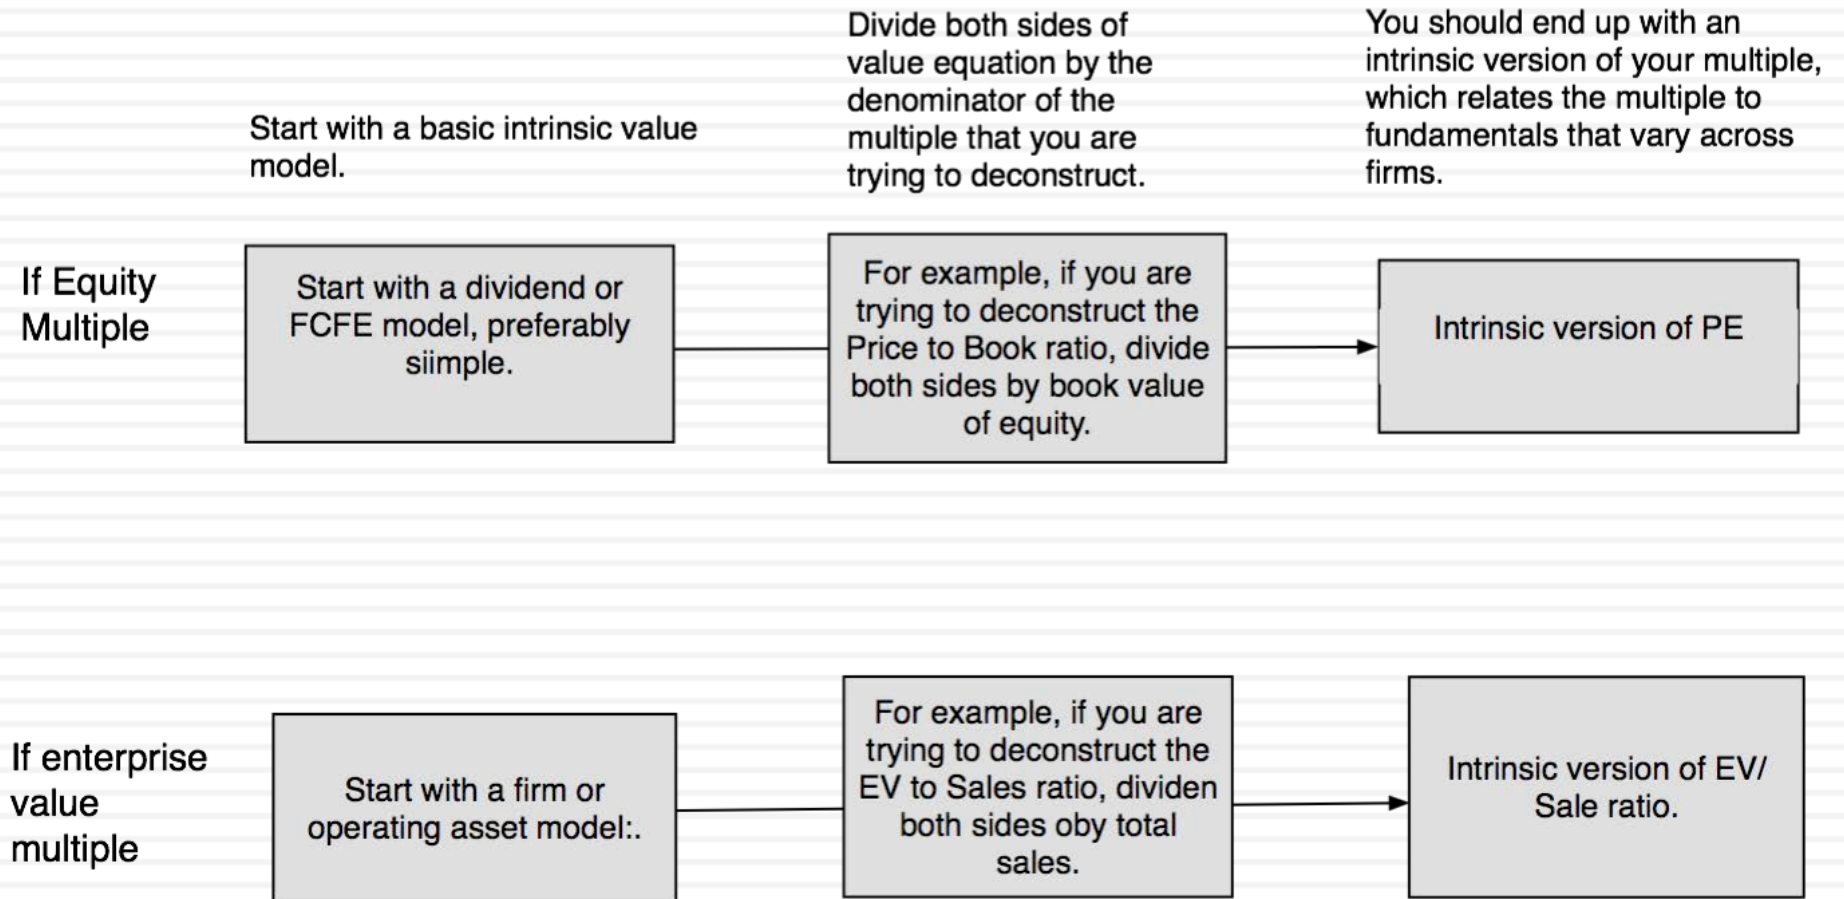 Start with a basic intrinsic value
model.
Divide both sides of
value equation by the
denominator of the
multiple that you are
trying to deconstruct.
You should end up with an
intrinsic version of your multiple,
which relates the multiple to
fundamentals that vary across
firms.
If Equity
Multiple
Start with a dividend or
FCFE model, preferably
siimple.
For example, if you are
trying to deconstruct the
Price to Book ratio, divide
both sides by book value
of equity.
Intrinsic version of PE
If enterprise
value
multiple
Start with a firm or
operating asset model:.
For example, if you are
trying to deconstruct the
EV to Sales ratio, dividen
both sides oby total
sales.
Intrinsic version of EV/
Sale ratio.